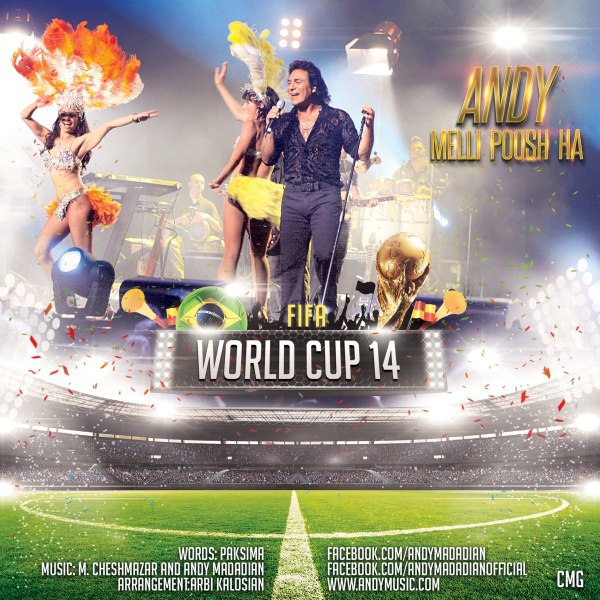 ANDY
MELLI POOSH HA
FIFA
WORLD CUP 14
WORDS: PAKSIMA
MUSIC: M. CHESHMAZAR AND ANDY MADADIAN
ARRANGEMENT:ARBI KALOSIAN
FACEBOOK.COM/ANDYMADADIAN
FACEBOOK.COM/ANDYMADADIANOFFICIAL
WWW.ANDYMUSIC.COM
CMG